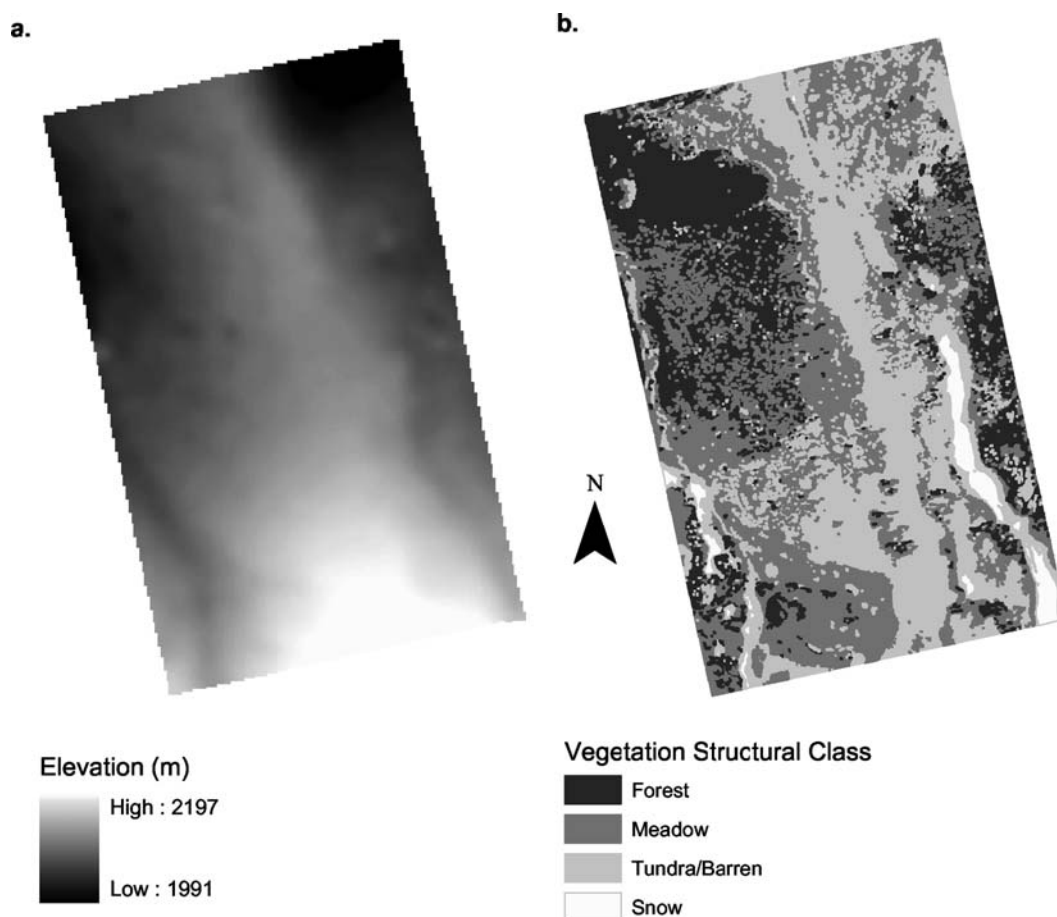 a.
b.
N
Elevation (m)
High : 2197
Low : 1991
Vegetation Structural Class
Forest
Meadow
Tundra/Barren
Snow